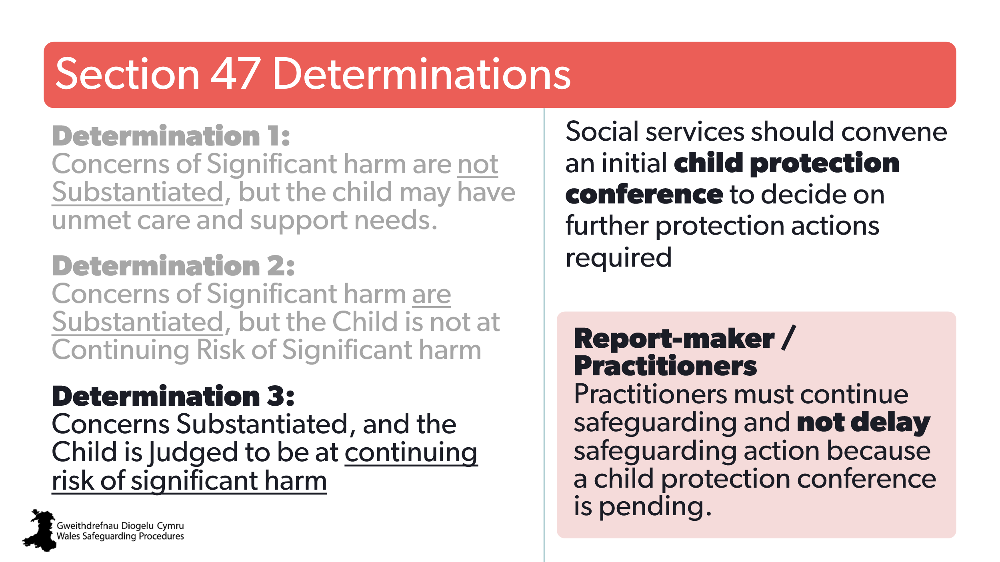 Section 47 Determinations
Determination 1:
Concerns of Significant harm are not
Substantiated, but the child may have
unmet care and support needs.
Determination 2:
Concerns of Significant harm are
Substantiated, but the Child is not at
Continuing Risk of Significant harm
Determination 3:
Concerns Substantiated, and the
Child is Judged to be at continuing
risk of significant harm
Gweithdrefnau Diogelu Cymru
Wales Safeguarding Procedures
Social services should convene
an initial child protection
conference to decide on
further protection actions
required
Report-maker /
Practitioners
Practitioners must continue
safeguarding and not delay
safeguarding action because
a child protection conference
is pending.